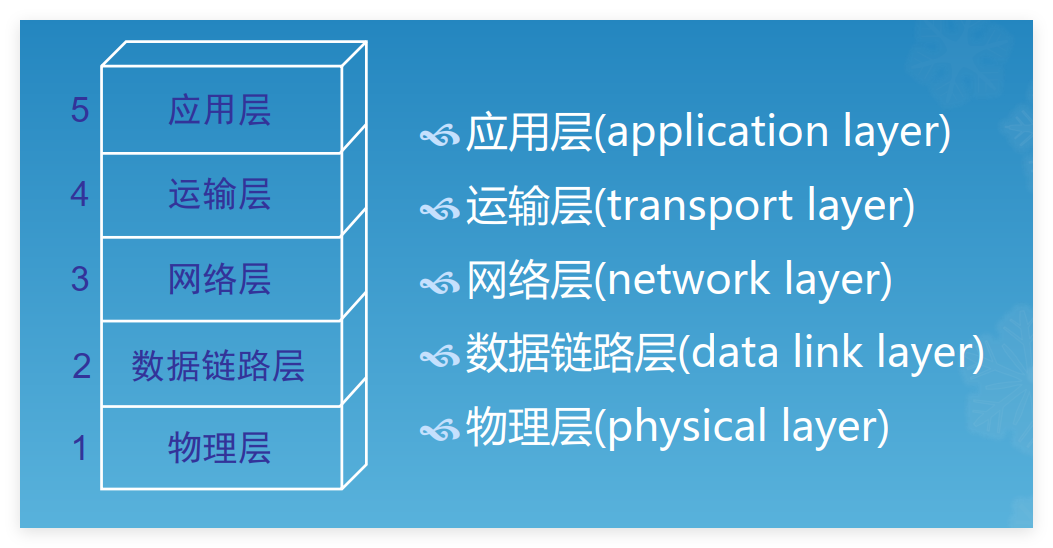 5 应用层
4 运输层
3 网络层
2 数据链路层
1 物理层
应用层(application layer)
运输层(transport layer)
网络层(network layer)
数据链路层(data link layer)
物理层(physical layer)